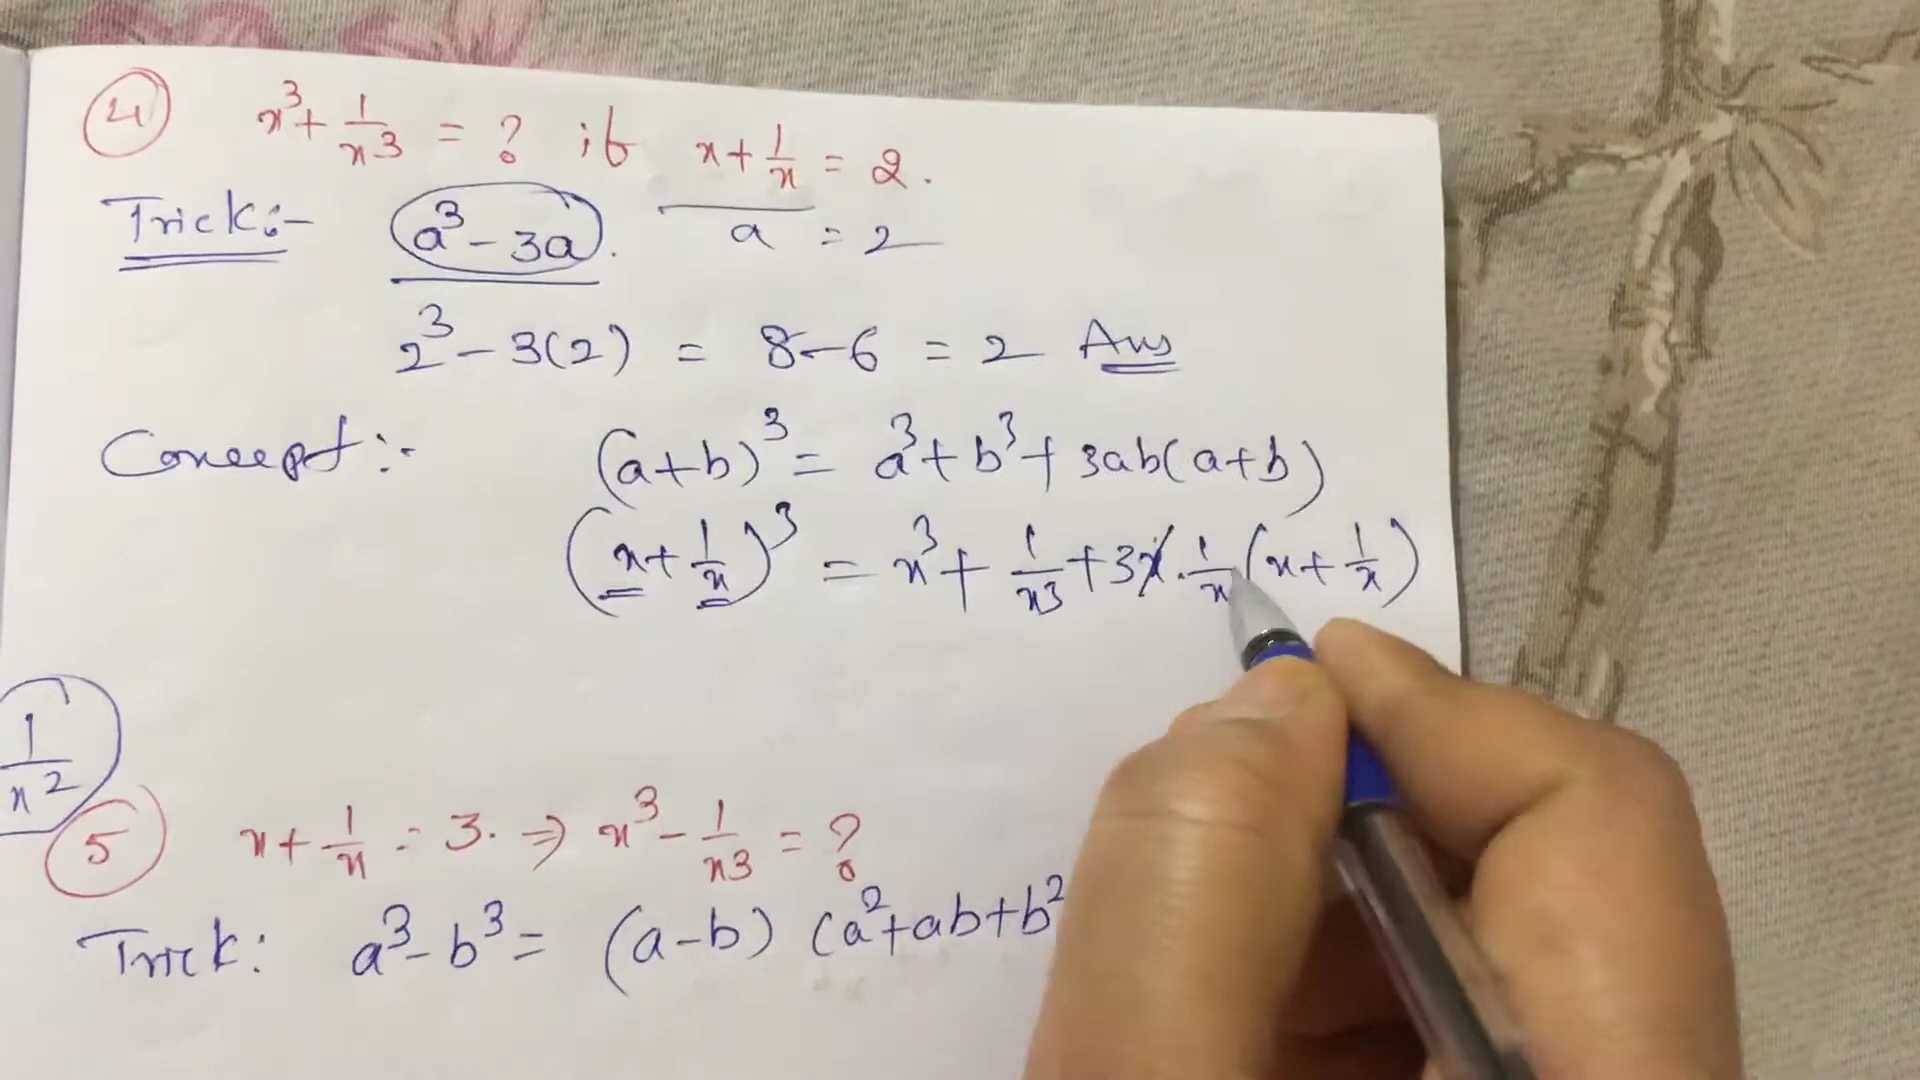 4 x³ + 1/x³ = ? if x + 1/x = 2.
Trick:- a³ - 3a. a = 2
2³ - 3(2) = 8 - 6 = 2 Ans
Concept:- (a+b)³ = a³ + b³ + 3ab(a+b)
(x + 1/x)³ = x³ + 1/x³ + 3x . 1/x (x + 1/x)
1/x²
5 x + 1/x = 3. ⇒ x³ - 1/x³ = ?
Trick: a³ - b³ = (a-b) (a² + ab + b²